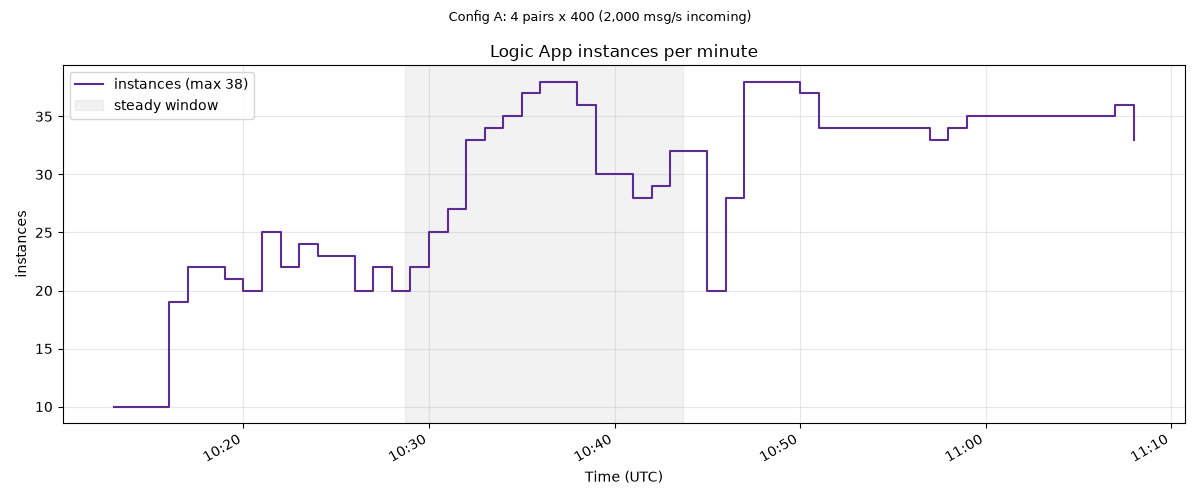 Config A: 4 pairs x 400 (2,000 msg/s incoming)
Logic App instances per minute
instances (max 38)
steady window
35
30
25
20
15
10
instances
10:20
10:30
10:40
10:50
11:00
11:10
Time (UTC)